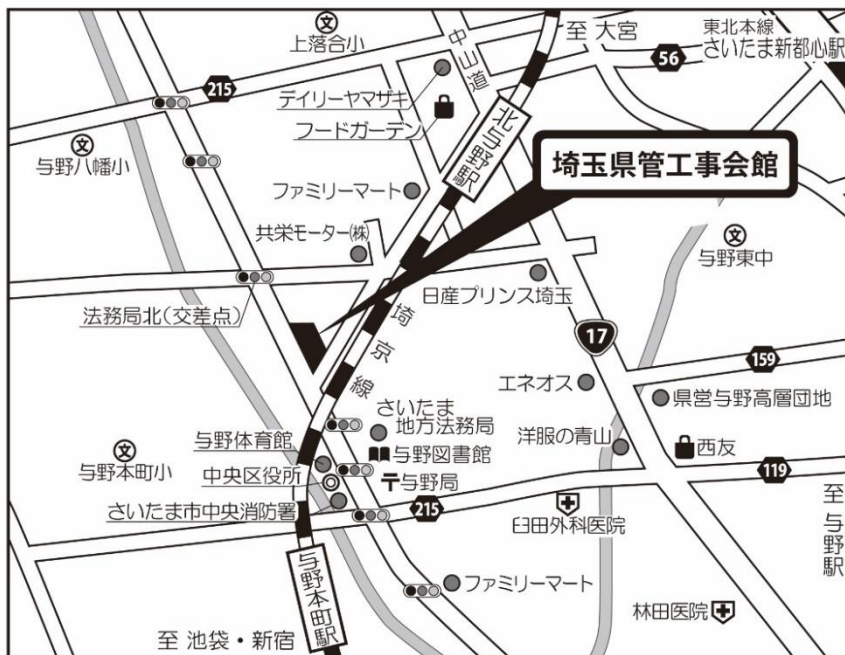 上落合小
中山道
至 大宮
東北本線
さいたま新都心駅
56
215
デイリーヤマザキ
フードガーデン
北与野駅
与野八幡小
埼玉県管工事会館
ファミリーマート
共栄モーター㈱
与野東中
法務局北(交差点)
日産プリンス埼玉
埼京線
17
159
エネオス
県営与野高層団地
さいたま
地方法務局
与野体育館
与野図書館
洋服の青山
西友
与野本町小
中央区役所
与野局
119
さいたま市中央消防署
215
臼田外科医院
至 与野駅
与野本町駅
ファミリーマート
林田医院
至 池袋・新宿